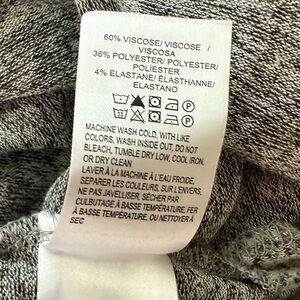 60% VISCOSE/ VISCOSE /
VISCOSA
36% POLYESTER/ POLYESTER/
POLIESTER
4% ELASTANE/ ÉLASTHANNE/
ELASTANO
MACHINE WASH COLD, WITH LIKE
COLORS, WASH INSIDE OUT, DO NOT
BLEACH, TUMBLE DRY LOW, COOL IRON,
OR DRY CLEAN
LAVER À LA MACHINE À L'EAU FROIDE,
SEPARER LES COULEURS, SUR L'ENVERS,
NE PAS JAVELLISER, SÉCHER PAR
CULBUTAGE À BASSE TEMPÉRATURE, FER
À BASSE TEMPÉRATURE, OU NETTOYER À
SEC